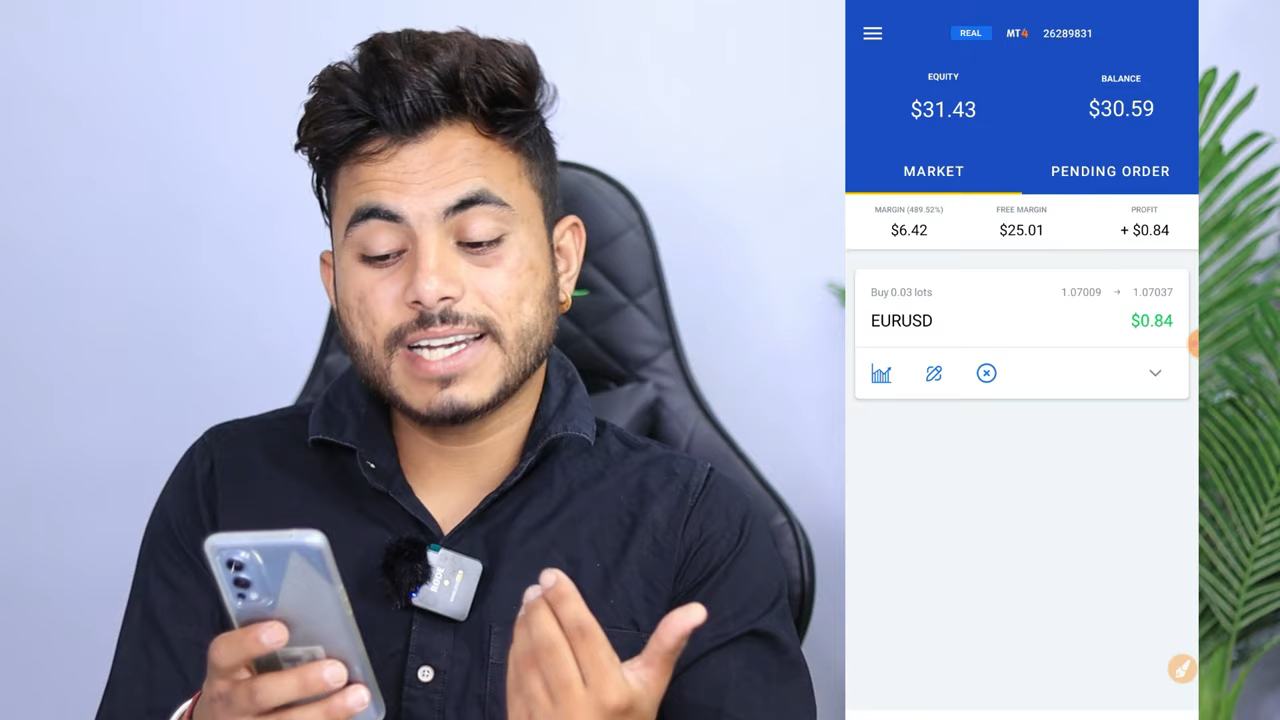 REAL MT4 26289831
EQUITY BALANCE
$31.43 $30.59
MARKET PENDING ORDER
MARGIN (489.52%) FREE MARGIN PROFIT
$6.42 $25.01 + $0.84
Buy 0.03 lots 1.07009 → 1.07037
EURUSD $0.84
RODE